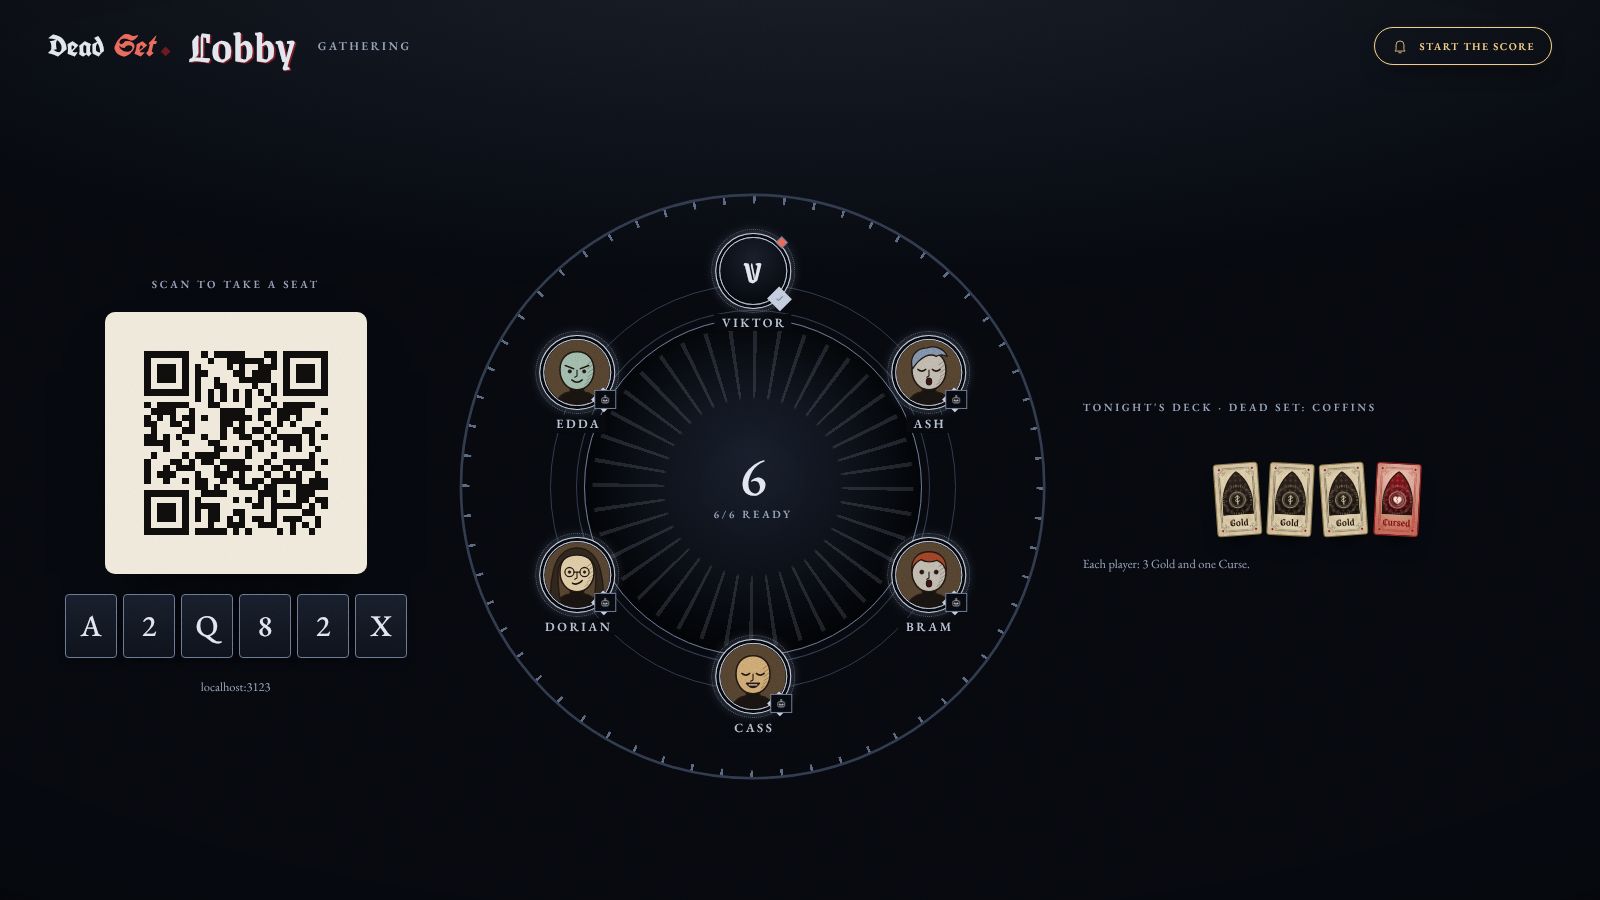 Dead Set Lobby GATHERING
START THE SCORE
SCAN TO TAKE A SEAT
A 2 Q 8 2 X
localhost:3123
V
VIKTOR
EDDA
ASH
6
6/6 READY
DORIAN
BRAM
CASS
TONIGHT'S DECK · DEAD SET: COFFINS
Gold Gold Gold Cursed
Each player: 3 Gold and one Curse.